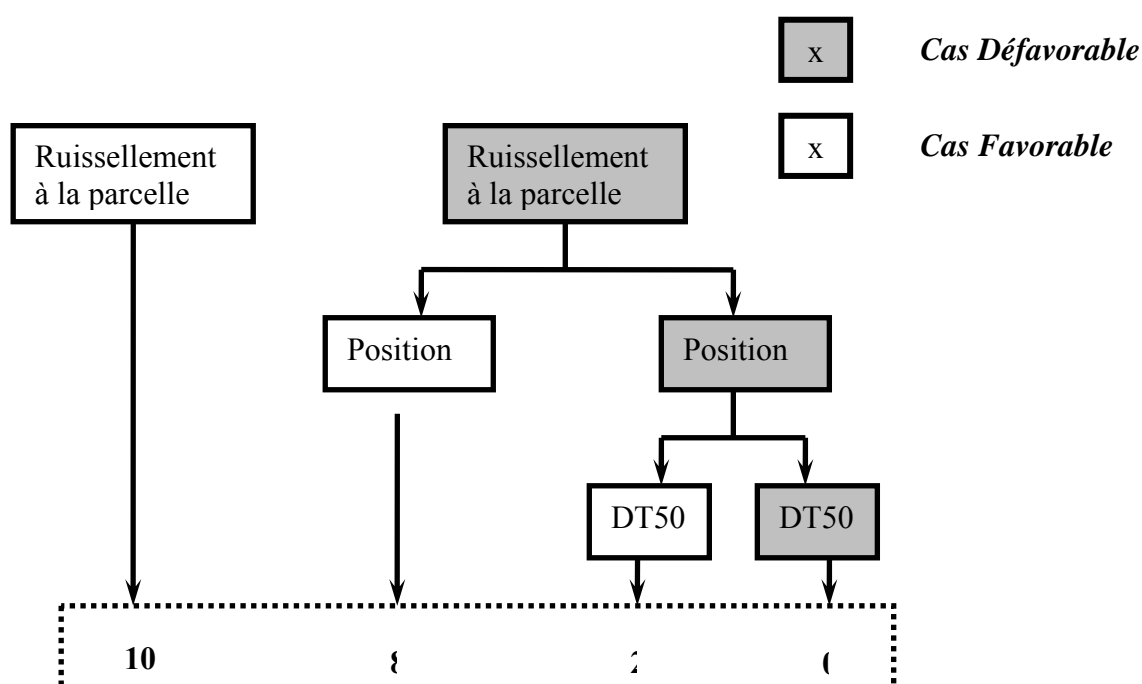 x Cas Défavorable
x Cas Favorable
Ruissellement
à la parcelle
Ruissellement
à la parcelle
Position
Position
DT50
DT50
10